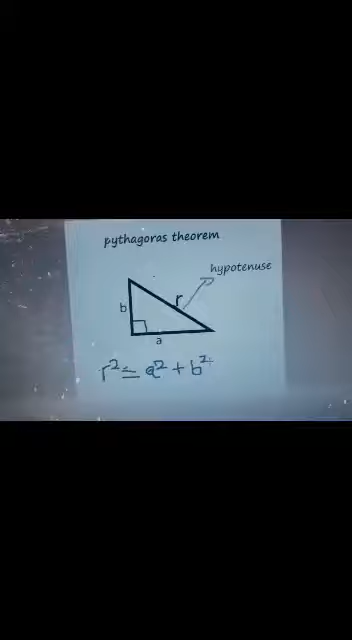 pythagoras theorem
hypotenuse
b
r
a
r² = a² + b²